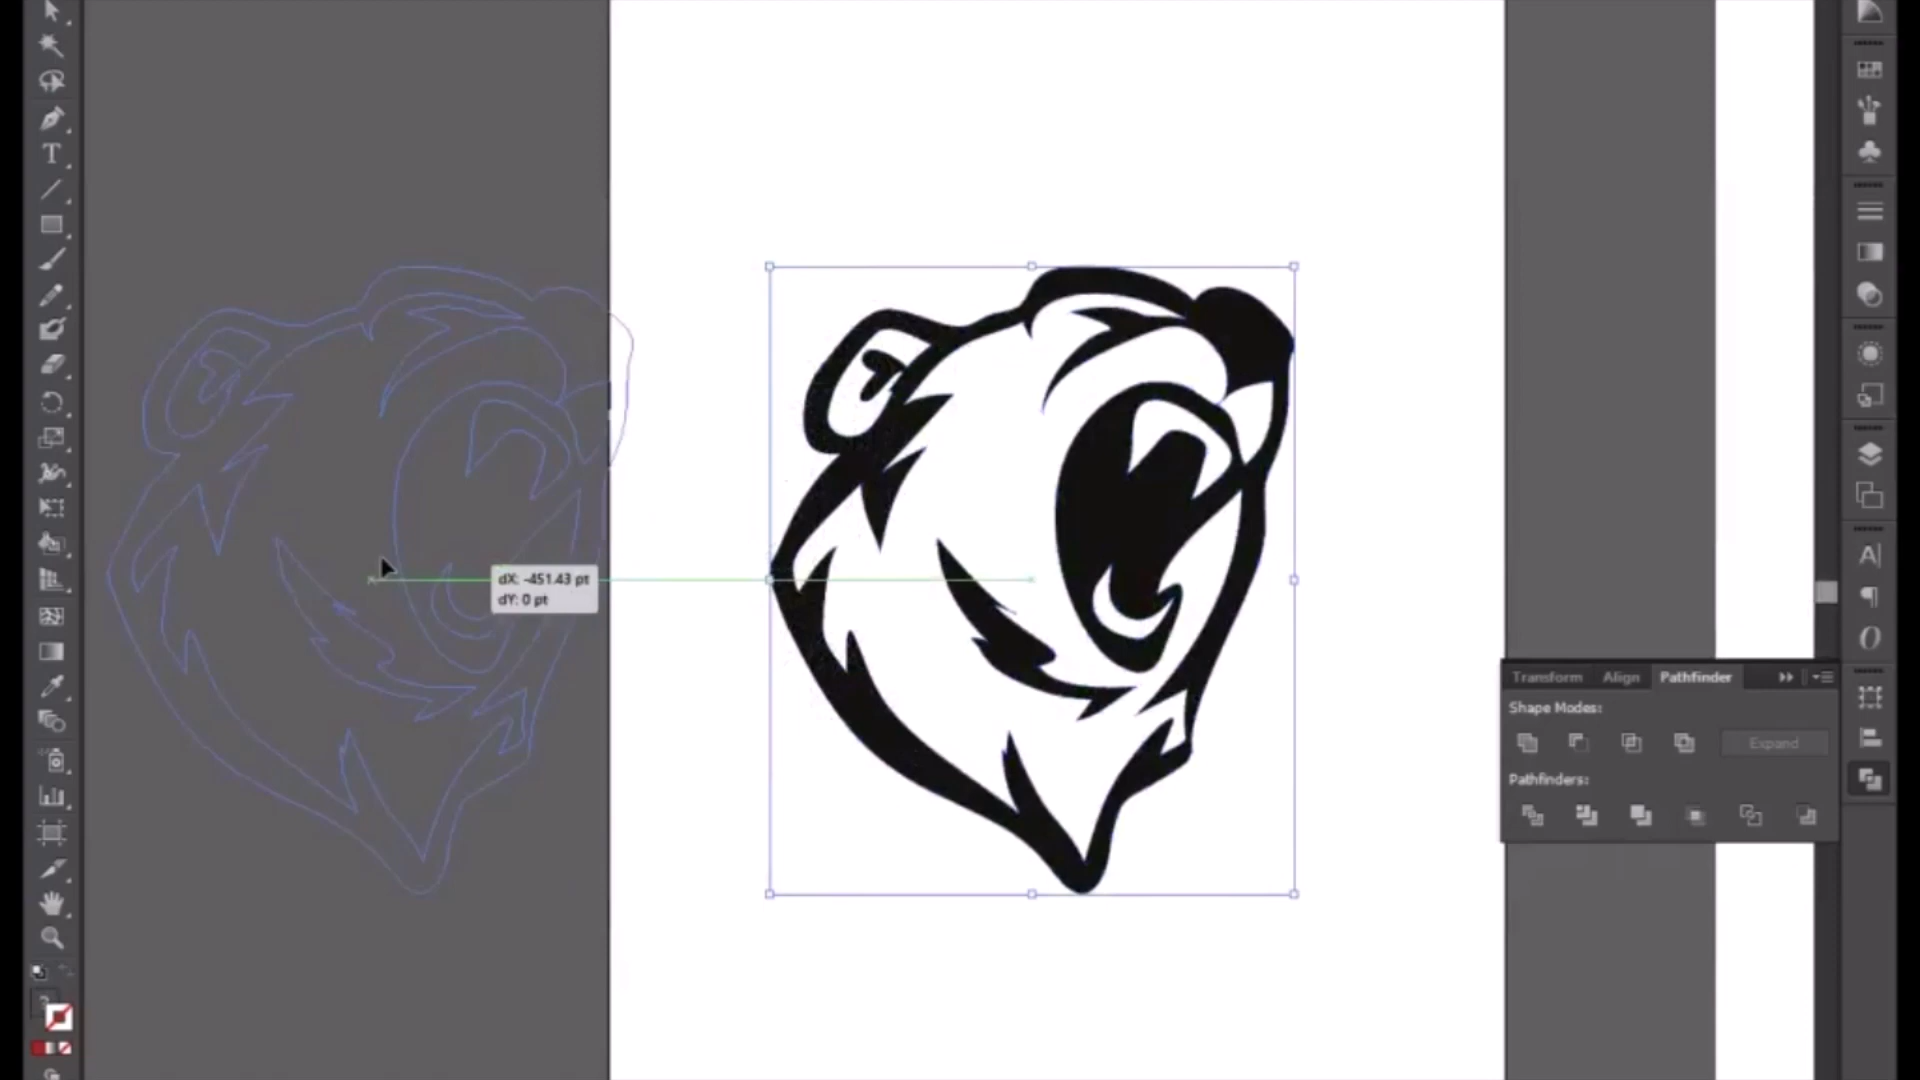 dX: -451.43 pt
dY: 0 pt
Transform Align Pathfinder
Shape Modes:
Expand
Pathfinders: